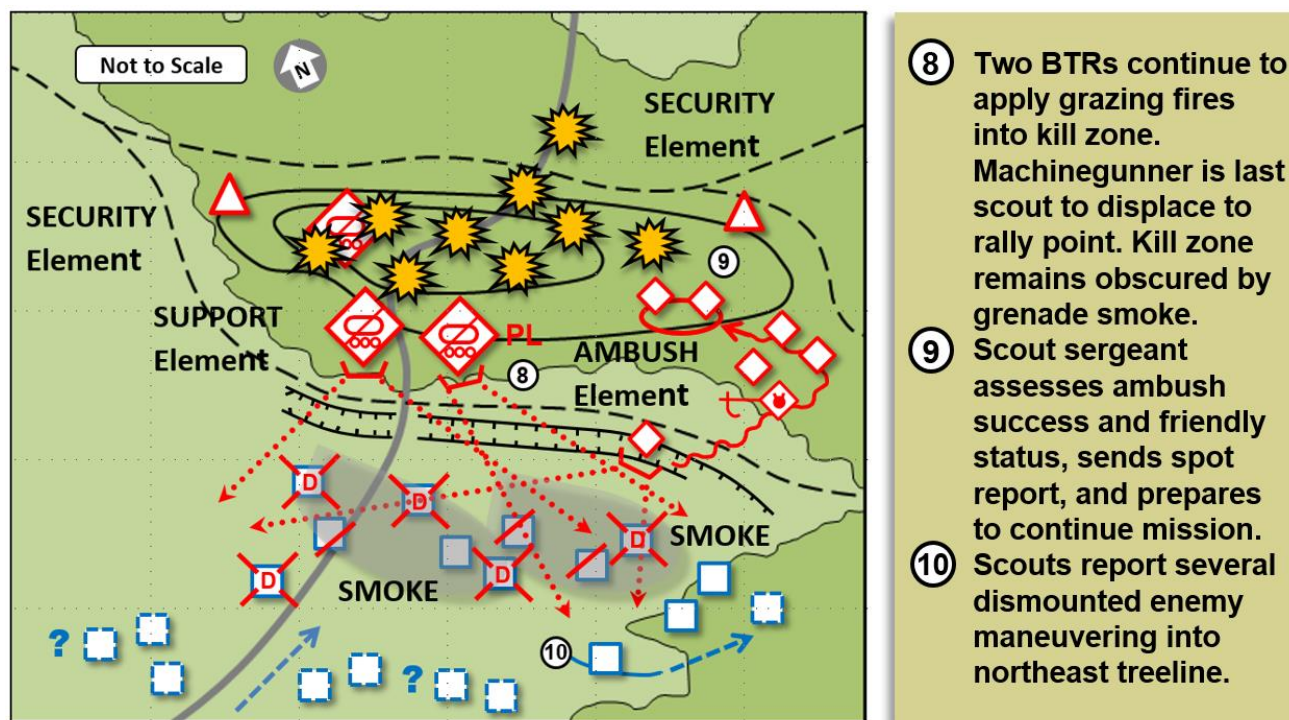 Not to Scale
N
SECURITY
Element
SECURITY
Element
9
SUPPORT
Element
PL
AMBUSH
Element
8
D
D
D
D
D
SMOKE
SMOKE
?
?
10
8 Two BTRs continue to
apply grazing fires
into kill zone.
Machinegunner is last
scout to displace to
rally point. Kill zone
remains obscured by
grenade smoke.
9 Scout sergeant
assesses ambush
success and friendly
status, sends spot
report, and prepares
to continue mission.
10 Scouts report several
dismounted enemy
maneuvering into
northeast treeline.